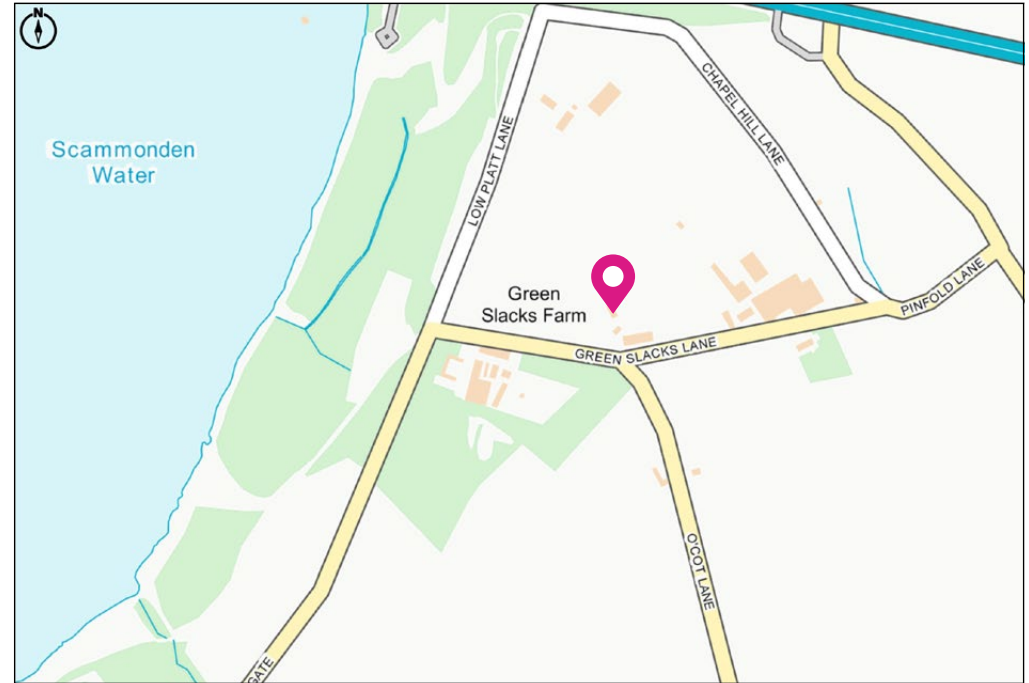 N
Scammonden
Water
LOW PLATT LANE
CHAPEL HILL LANE
Green
Slacks Farm
PINFOLD LANE
GREEN SLACKS LANE
O'COT LANE
GATE